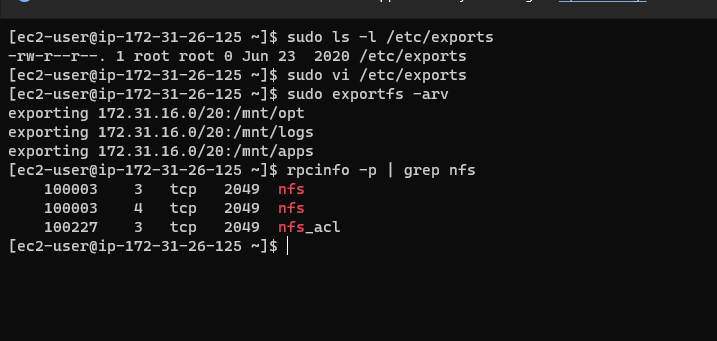 [ec2-user@ip-172-31-26-125 ~]$ sudo ls -l /etc/exports
-rw-r--r--. 1 root root 0 Jun 23  2020 /etc/exports
[ec2-user@ip-172-31-26-125 ~]$ sudo vi /etc/exports
[ec2-user@ip-172-31-26-125 ~]$ sudo exportfs -arv
exporting 172.31.16.0/20:/mnt/opt
exporting 172.31.16.0/20:/mnt/logs
exporting 172.31.16.0/20:/mnt/apps
[ec2-user@ip-172-31-26-125 ~]$ rpcinfo -p | grep nfs
    100003    3   tcp   2049  nfs
    100003    4   tcp   2049  nfs
    100227    3   tcp   2049  nfs_acl
[ec2-user@ip-172-31-26-125 ~]$